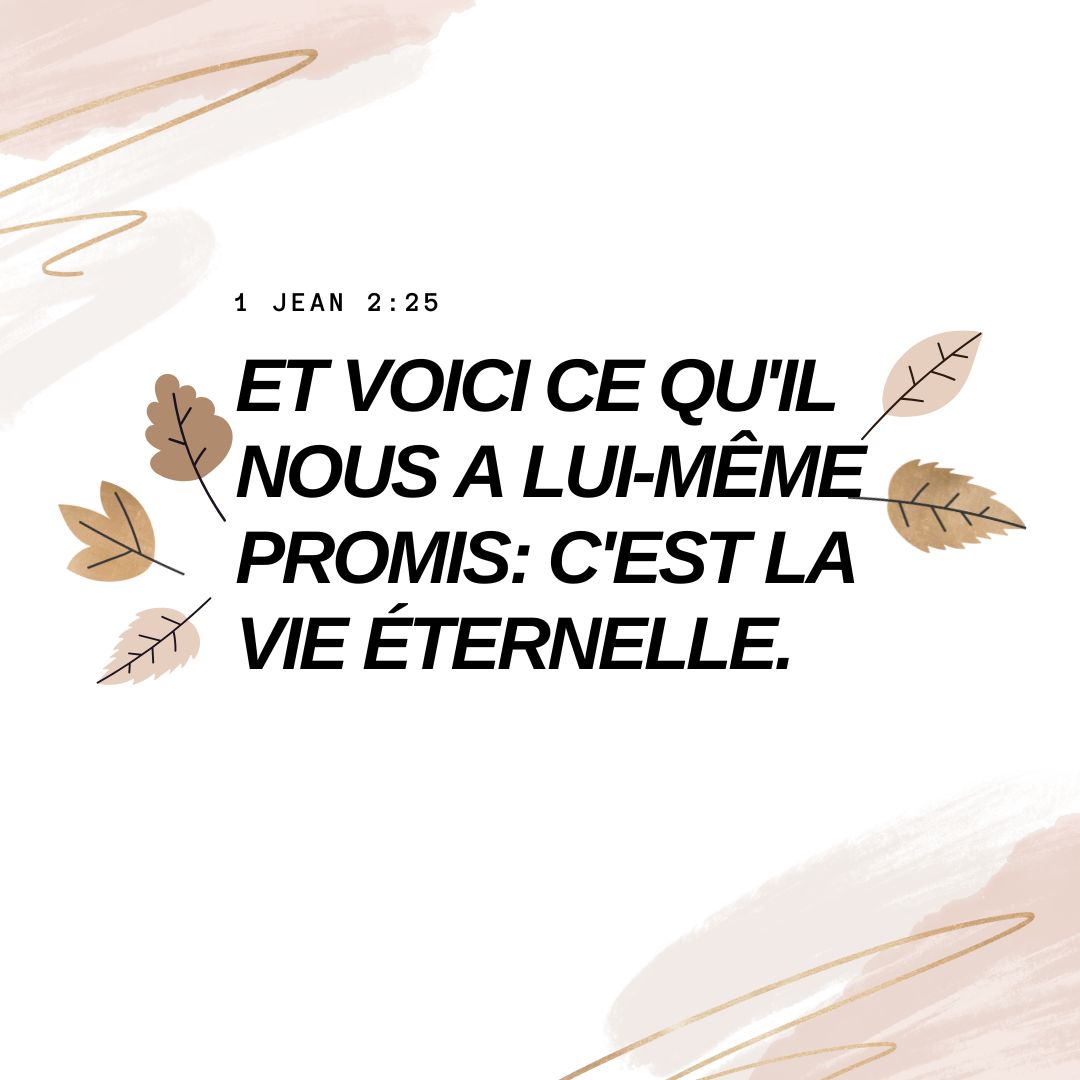 1 JEAN 2:25
ET VOICI CE QU'IL
NOUS A LUI-MÊME
PROMIS: C'EST LA
VIE ÉTERNELLE.